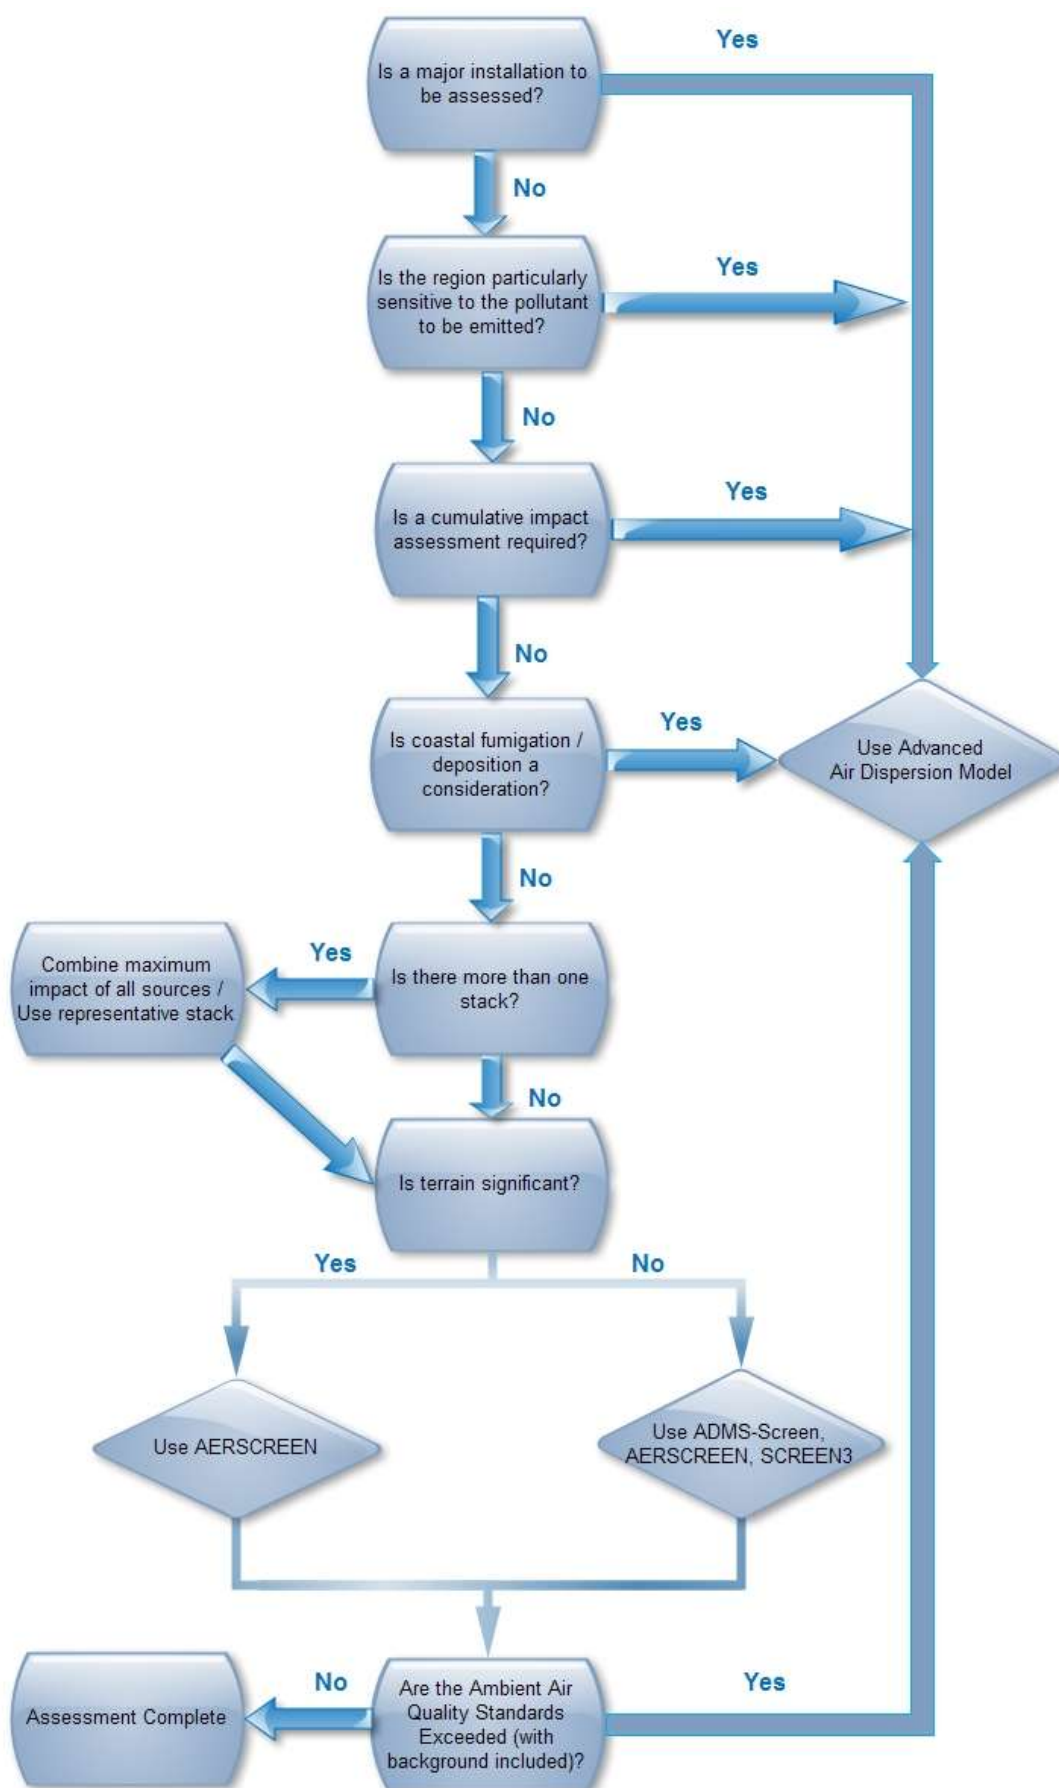 Yes
Is a major installation to
be assessed?
No
Is the region particularly
sensitive to the pollutant
to be emitted?
Yes
No
Is a cumulative impact
assessment required?
Yes
No
Is coastal fumigation /
deposition a
consideration?
Yes
Use Advanced
Air Dispersion Model
No
Combine maximum
impact of all sources /
Use representative stack
Yes
Is there more than one
stack?
No
Is terrain significant?
Yes
No
Use AERSCREEN
Use ADMS-Screen,
AERSCREEN, SCREEN3
Assessment Complete
No
Are the Ambient Air
Quality Standards
Exceeded (with
background included)?
Yes